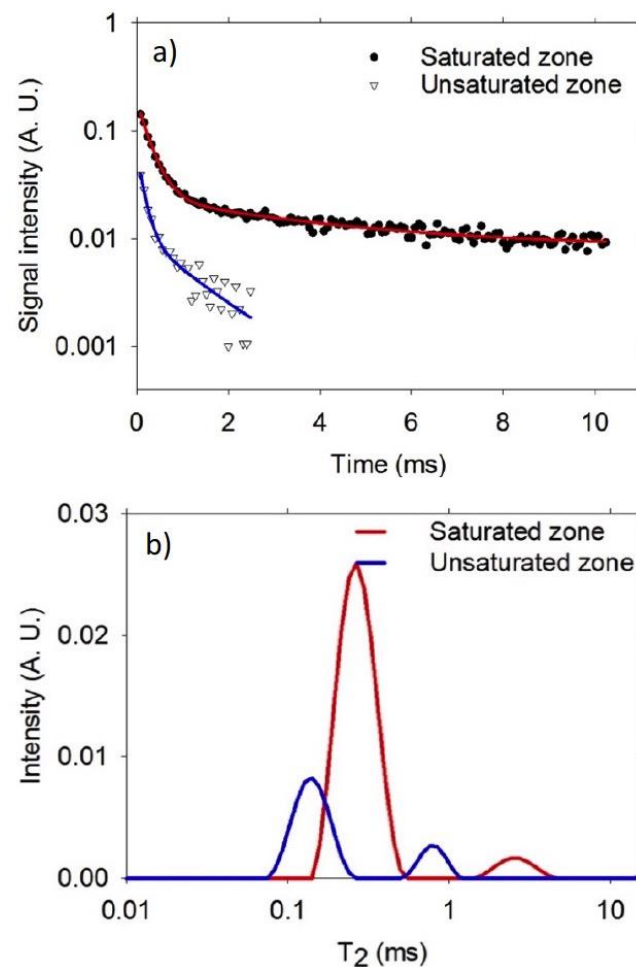 a)
Saturated zone
Unsaturated zone
Signal intensity (A. U.)
1
0.1
0.01
0.001
0 2 4 6 8 10
Time (ms)
b)
Saturated zone
Unsaturated zone
Intensity (A. U.)
0.03
0.02
0.01
0.00
0.01 0.1 1 10
T2 (ms)